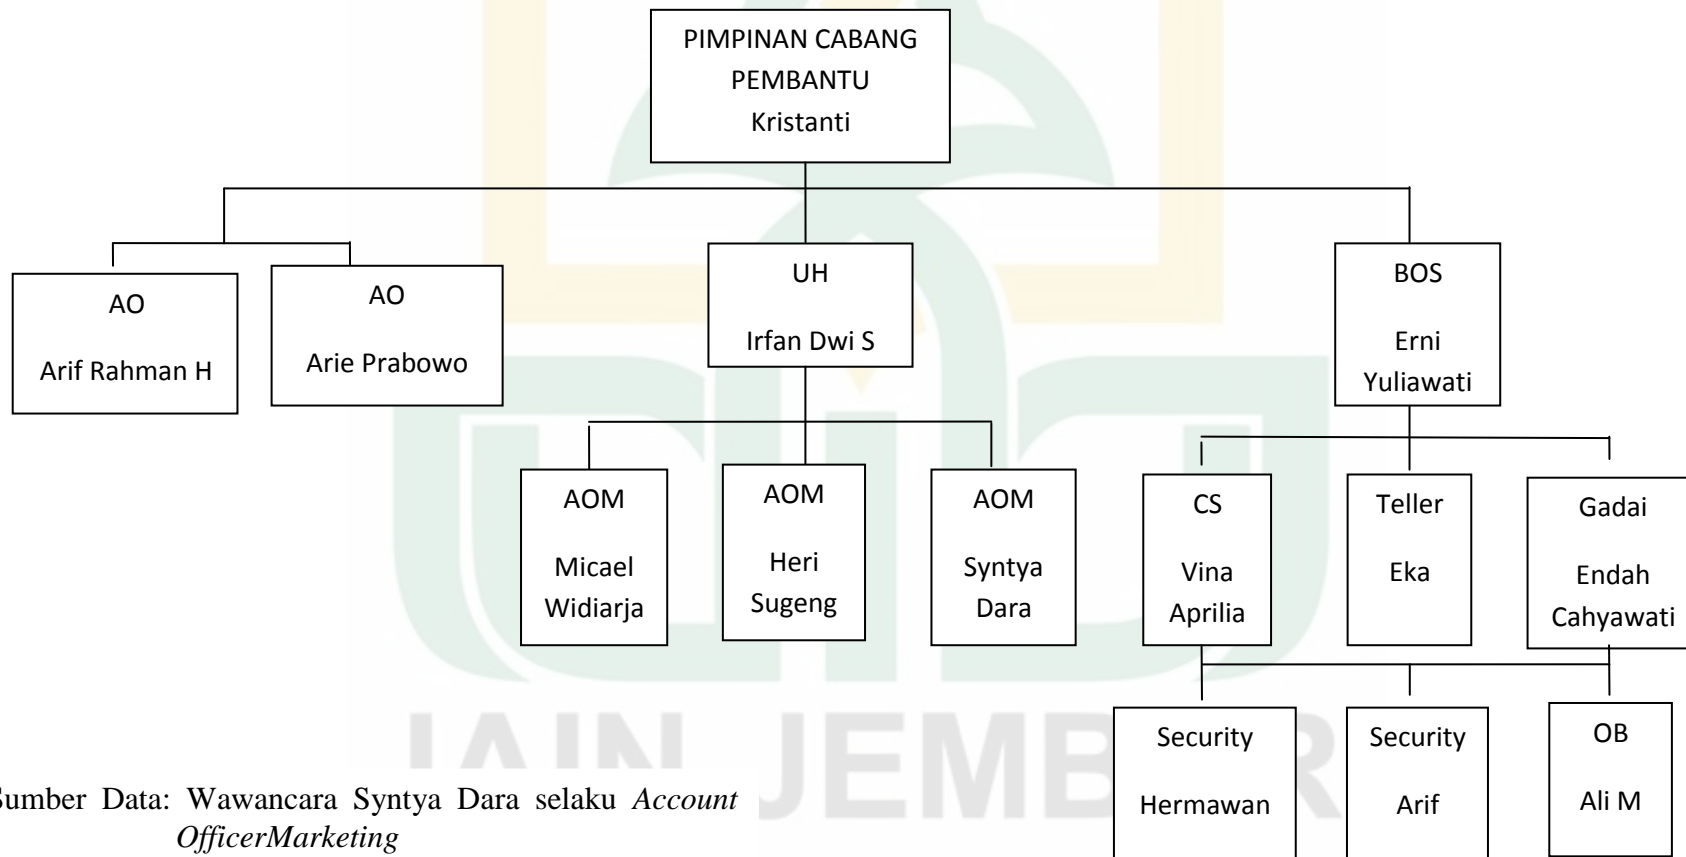 PIMPINAN CABANG
PEMBANTU
Kristanti
AO
Arif Rahman H
AO
Arie Prabowo
UH
Irfan Dwi S
BOS
Erni
Yuliawati
AOM
Micael
Widiarja
AOM
Heri
Sugeng
AOM
Syntya
Dara
CS
Vina
Aprilia
Teller
Eka
Gadai
Endah
Cahyawati
Security
Hermawan
Security
Arif
OB
Ali M
Sumber Data: Wawancara Syntya Dara selaku Account
OfficerMarketing
IAIN JEMBER